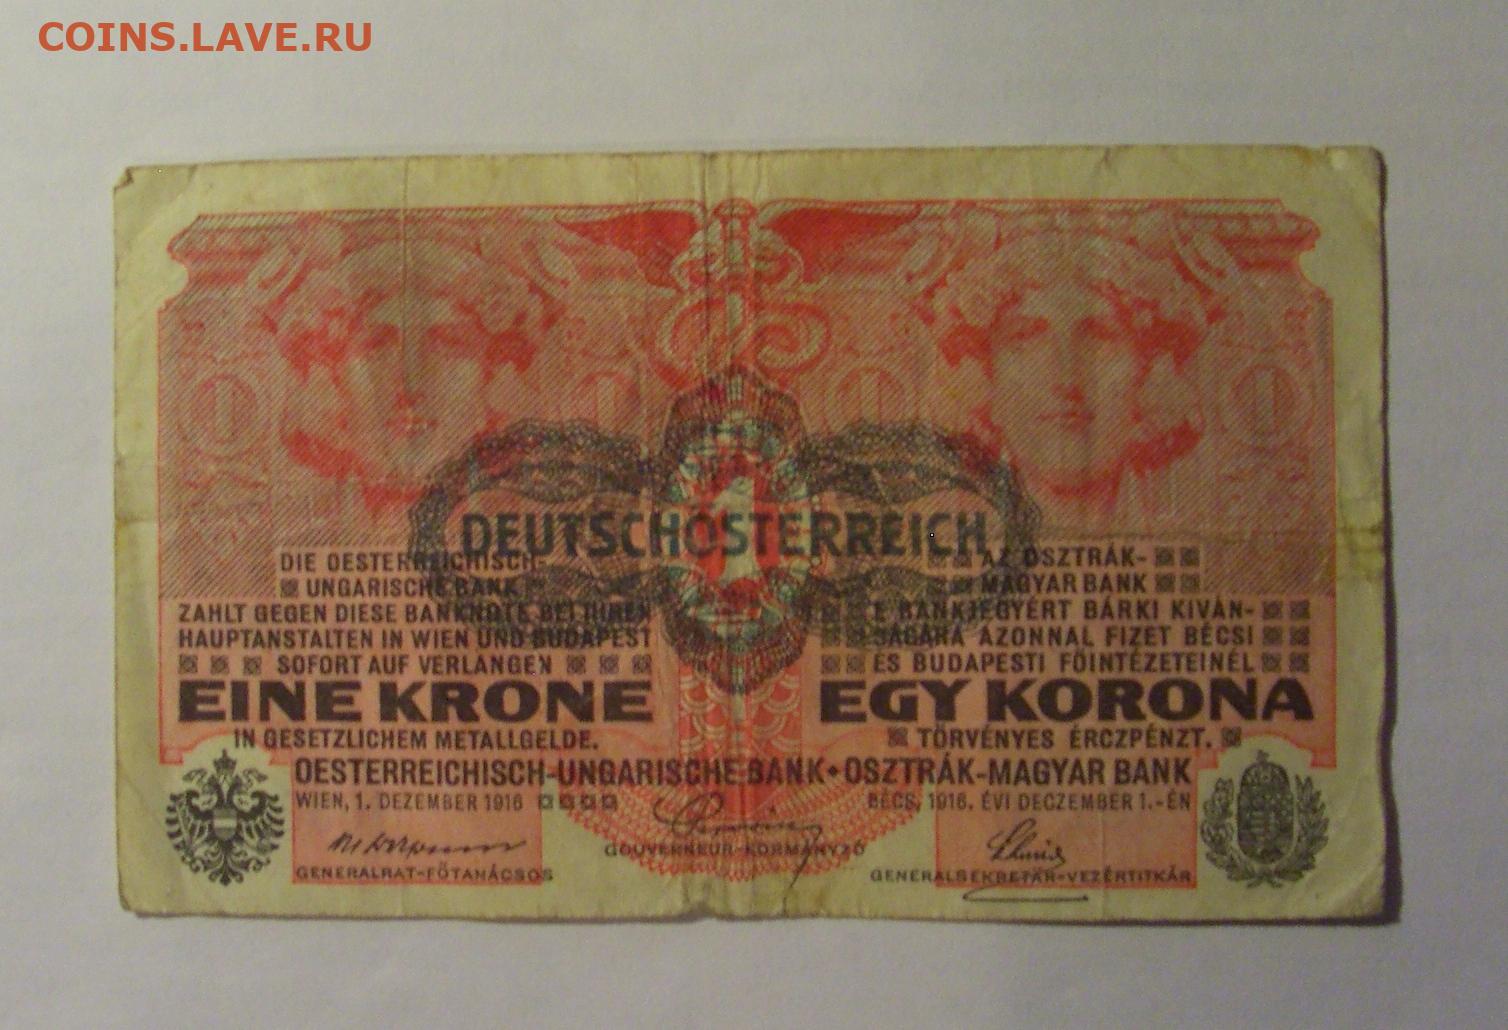 COINS.LAVE.RU
1
DEUTSCHÖSTERREICH
DIE OESTERREICHISCH-
UNGARISCHE BANK
ZAHLT GEGEN DIESE BANKNOTE BEI IHREN
HAUPTANSTALTEN IN WIEN UND BUDAPEST
SOFORT AUF VERLANGEN
EINE KRONE
IN GESETZLICHEM METALLGELDE.
AZ OSZTRÁK-
MAGYAR BANK
E BANKJEGYÉRT BÁRKI KIVÁN-
SÁGÁRA AZONNAL FIZET BÉCSI
ÉS BUDAPESTI FŐINTÉZETEINÉL
EGY KORONA
TÖRVÉNYES ÉRCZPÉNZT.
OESTERREICHISCH-UNGARISCHE BANK • OSZTRÁK-MAGYAR BANK
WIEN, 1. DEZEMBER 1916
BÉCS, 1916. ÉVI DECZEMBER 1.-ÉN
GOUVERNEUR-KORMÁNYZÓ
GENERALRAT-FŐTANÁCSOS
GENERALSEKRETÄR-VEZÉRTITKÁR